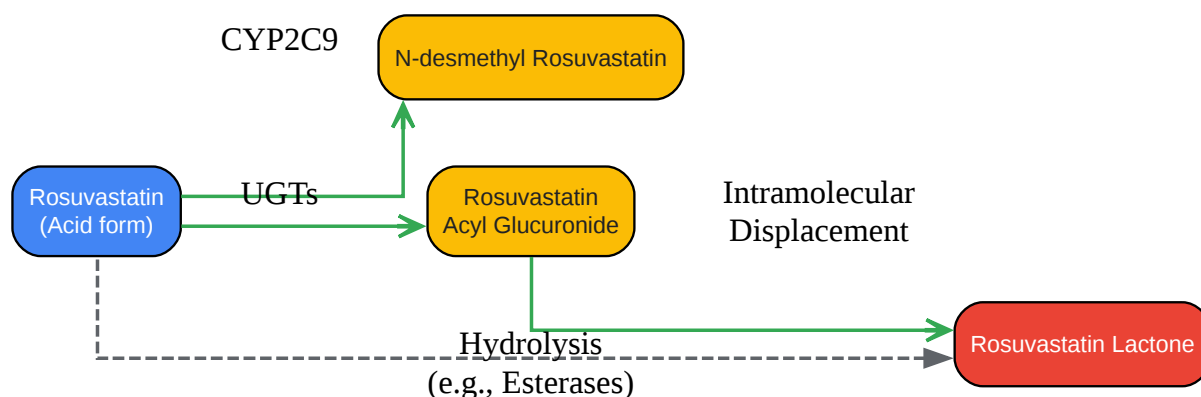 CYP2C9
N-desmethyl Rosuvastatin
Rosuvastatin
(Acid form)
UGTs
Rosuvastatin
Acyl Glucuronide
Intramolecular
Displacement
Hydrolysis
(e.g., Esterases)
Rosuvastatin Lactone